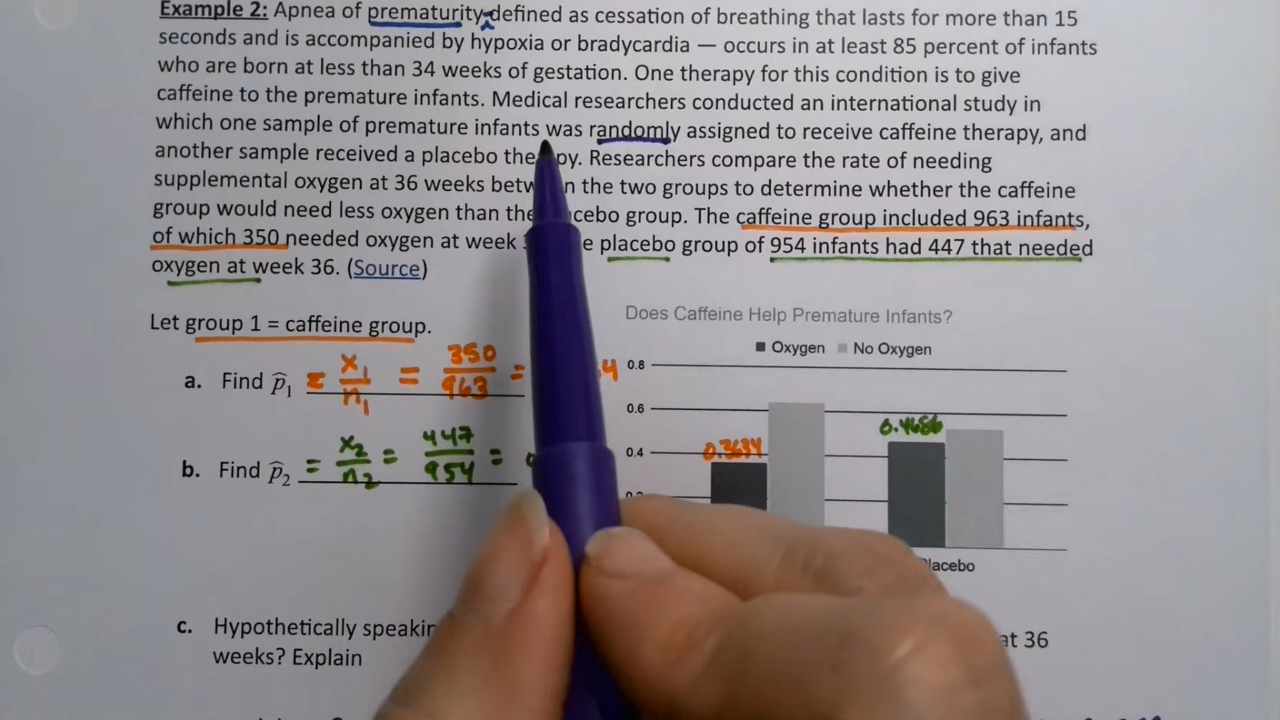 Example 2: Apnea of prematurity, defined as cessation of breathing that lasts for more than 15
seconds and is accompanied by hypoxia or bradycardia — occurs in at least 85 percent of infants
who are born at less than 34 weeks of gestation. One therapy for this condition is to give
caffeine to the premature infants. Medical researchers conducted an international study in
which one sample of premature infants was randomly assigned to receive caffeine therapy, and
another sample received a placebo the py. Researchers compare the rate of needing
supplemental oxygen at 36 weeks betw n the two groups to determine whether the caffeine
group would need less oxygen than the cebo group. The caffeine group included 963 infants,
of which 350 needed oxygen at week e placebo group of 954 infants had 447 that needed
oxygen at week 36. (Source)
Let group 1 = caffeine group.
a. Find p̂₁ = x₁/n₁ = 350/963 = 4
b. Find p̂₂ = x₂/n₂ = 447/954 =
Does Caffeine Help Premature Infants?
Oxygen No Oxygen
0.8
0.6
0.4
0.3634
0.4686
lacebo
c. Hypothetically speakin at 36
weeks? Explain